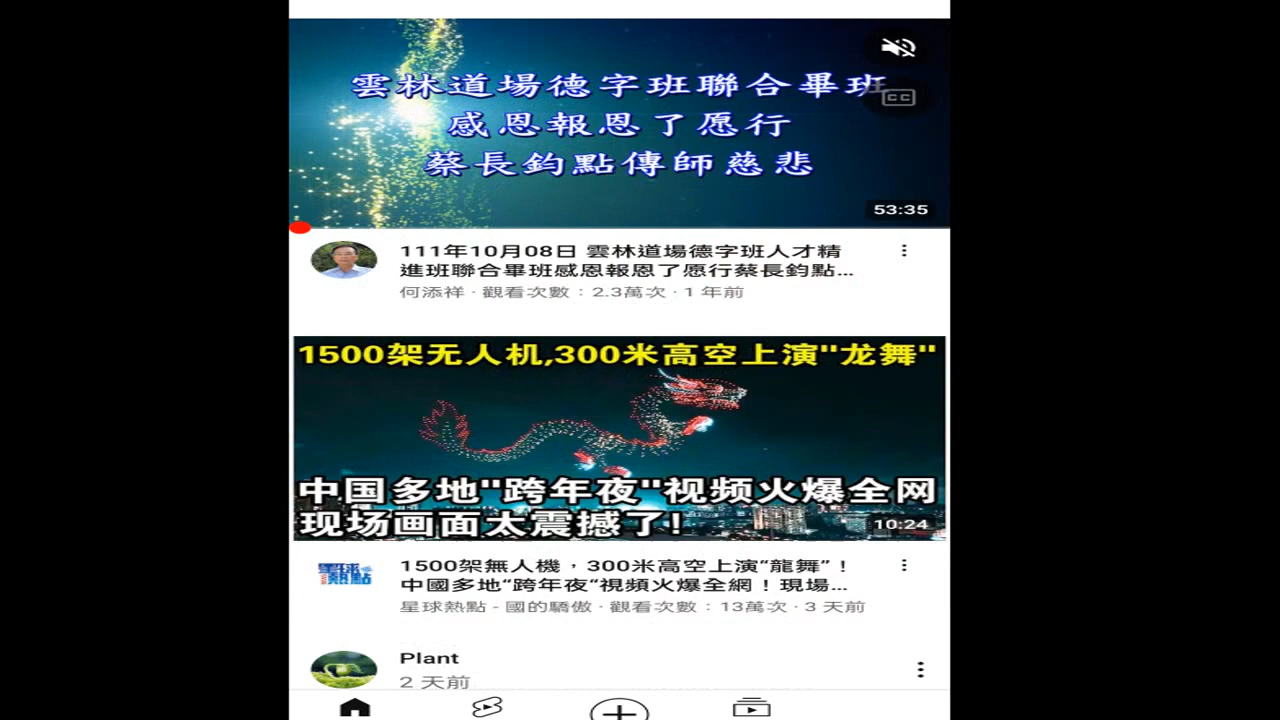 雲林道場德字班聯合畢班
CC
感恩報恩了愿行
蔡長鈞點傳師慈悲
53:35
111年10月08日 雲林道場德字班人才精
進班聯合畢班感恩報恩了愿行蔡長鈞點...
何添祥 · 觀看次數：2.3萬次 · 1 年前
1500架无人机,300米高空上演"龙舞"
中国多地"跨年夜"视频火爆全网
现场画面太震撼了!
10:24
星球熱點
1500架無人機，300米高空上演“龍舞”！
中國多地“跨年夜“視頻火爆全網！現場...
星球熱點 - 國的驕傲 · 觀看次數：13萬次 · 3 天前
Plant
2 天前